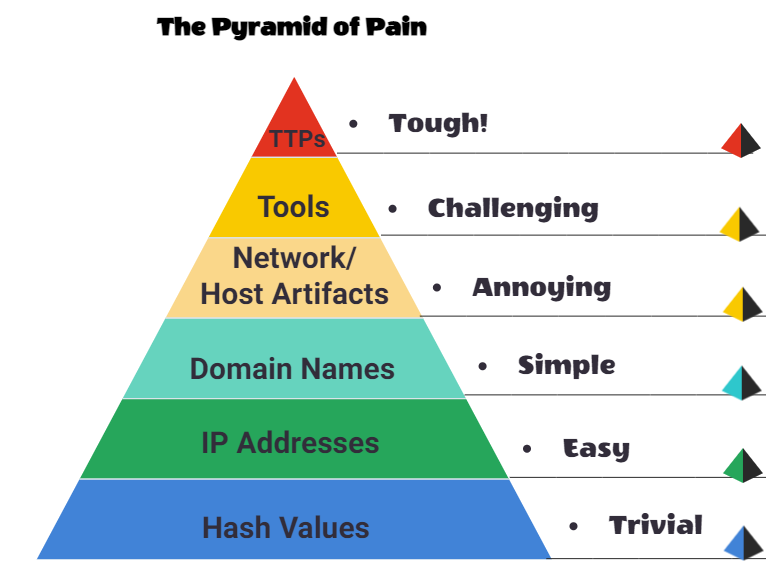 The Pyramid of Pain
TTPs
• Tough!
Tools
• Challenging
Network/
Host Artifacts
• Annoying
Domain Names
• Simple
IP Addresses
• Easy
Hash Values
• Trivial